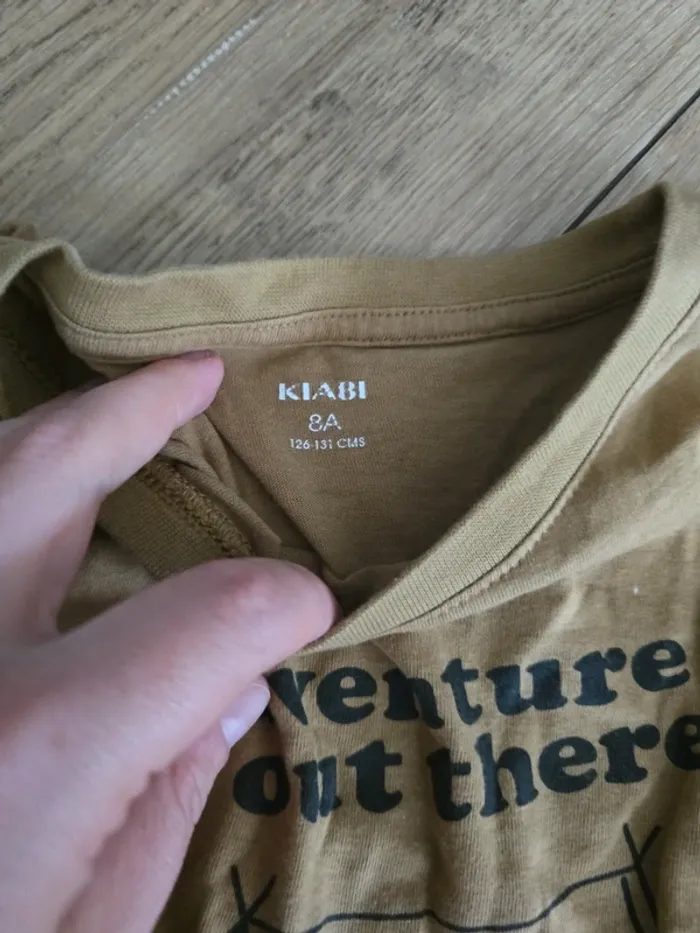 KIABI
8A
126-131 CMS
venture
out there